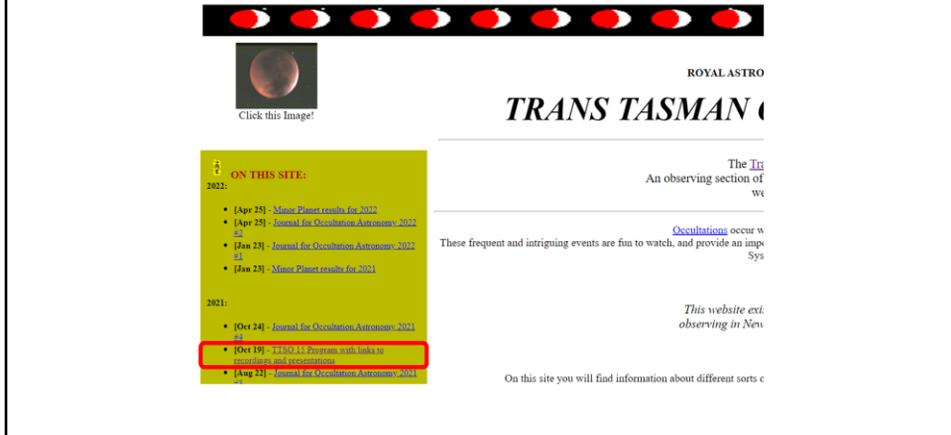 Click this Image!
ROYAL ASTRO
TRANS TASMAN
ON THIS SITE:
2022:
[Apr 25] - Minor Planet results for 2022
[Apr 25] - Journal for Occultation Astronomy 2022
#2
[Jan 23] - Journal for Occultation Astronomy 2022
#1
[Jan 23] - Minor Planet results for 2021
2021:
[Oct 24] - Journal for Occultation Astronomy 2021
#4
[Oct 19] - TTSO 15 Program with links to
recordings and presentations
[Aug 22] - Journal for Occultation Astronomy 2021
The Tra
An observing section of
we
Occultations occur w
These frequent and intriguing events are fun to watch, and provide an impo
Sys
This website exi
observing in New
On this site you will find information about different sorts o